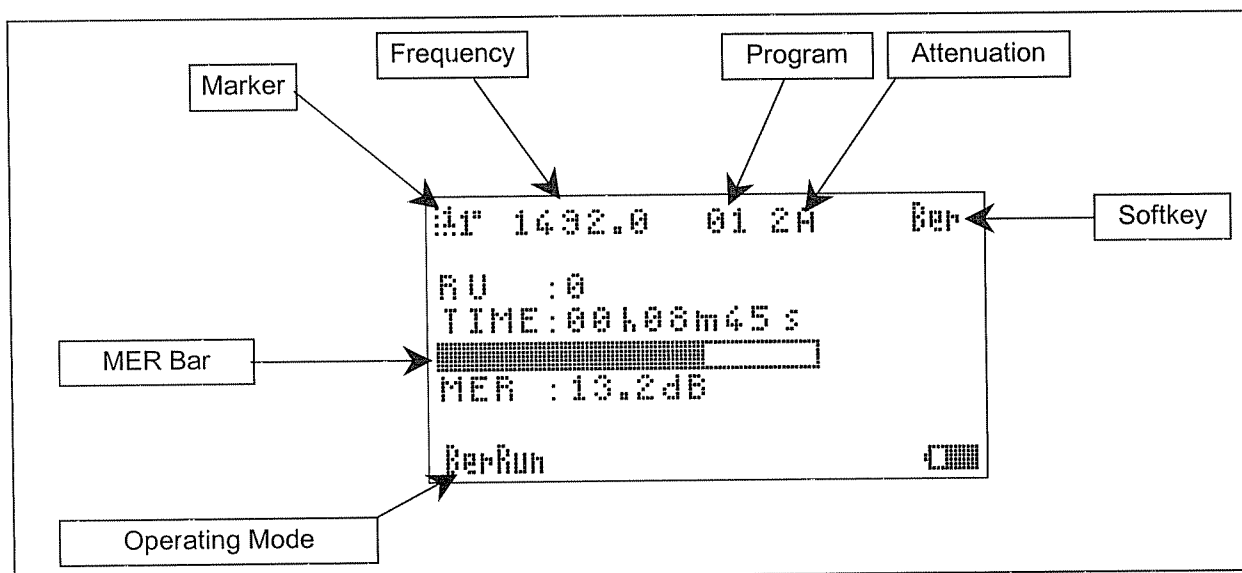 Frequency
Program
Attenuation
Marker
1492.0 01 2A Ber
Softkey
RU :0
TIME:00h08m45s
MER Bar
MER :13.2dB
BerRun
Operating Mode